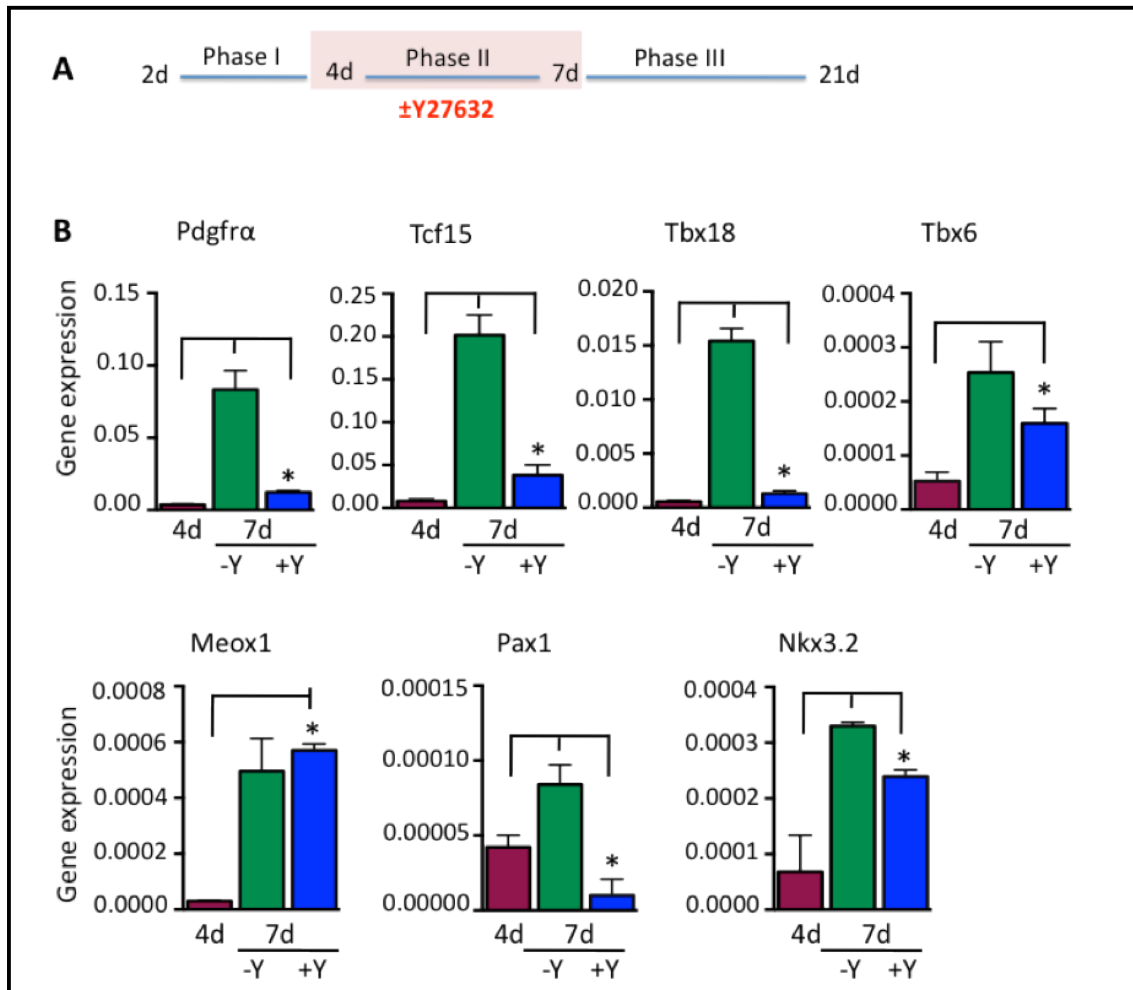 A 2d Phase I 4d Phase II 7d Phase III 21d
±Y27632
B Pdgfrα Tcf15 Tbx18 Tbx6
Gene expression
0.15 0.25 0.020 0.0004
0.10 0.20 0.015 0.0003
0.05 0.15 0.010 0.0002
0.00 0.10 0.005 0.0001
0.05 0.000 0.0000
0.00
* * * *
4d 7d 4d 7d 4d 7d 4d 7d
-Y +Y -Y +Y -Y +Y -Y +Y
Meox1 Pax1 Nkx3.2
Gene expression
0.0008 0.00015 0.0004
0.0006 0.00010 0.0003
0.0004 0.00005 0.0002
0.0002 0.00000 0.0001
0.0000 0.0000
* * *
4d 7d 4d 7d 4d 7d
-Y +Y -Y +Y -Y +Y